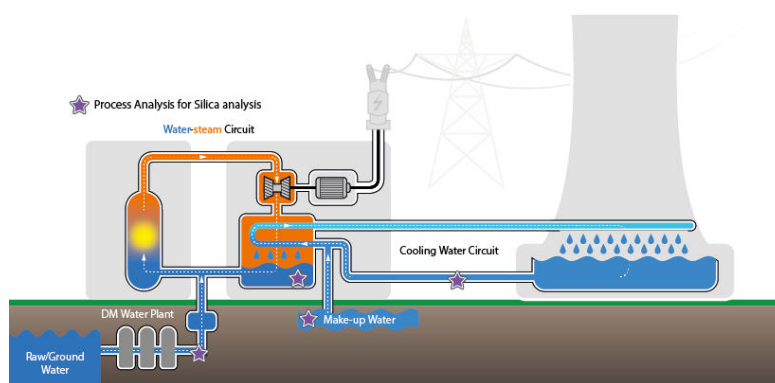 Process Analysis for Silica analysis
Water-steam Circuit
Cooling Water Circuit
DM Water Plant
Make-up Water
Raw/Ground
Water